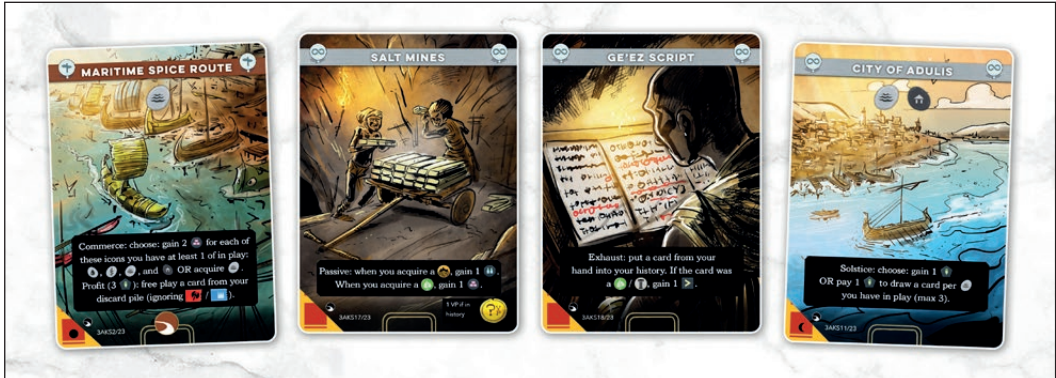 MARITIME SPICE ROUTE
Commerce: choose: gain 2 for each of
these icons you have at least 1 of in play:
, , , and OR acquire .
Profit (3 ): free play a card from your
discard pile (ignoring / ).
3AKS2/23
SALT MINES
Passive: when you acquire a , gain 1 .
When you acquire a , gain 1 .
1 VP if in
history
?
3AKS17/23
GE'EZ SCRIPT
Exhaust: put a card from your
hand into your history. If the card was
a / , gain 1 .
3AKS18/23
CITY OF ADULIS
Solstice: choose: gain 1
OR pay 1 to draw a card per
you have in play (max 3).
3AKS11/23